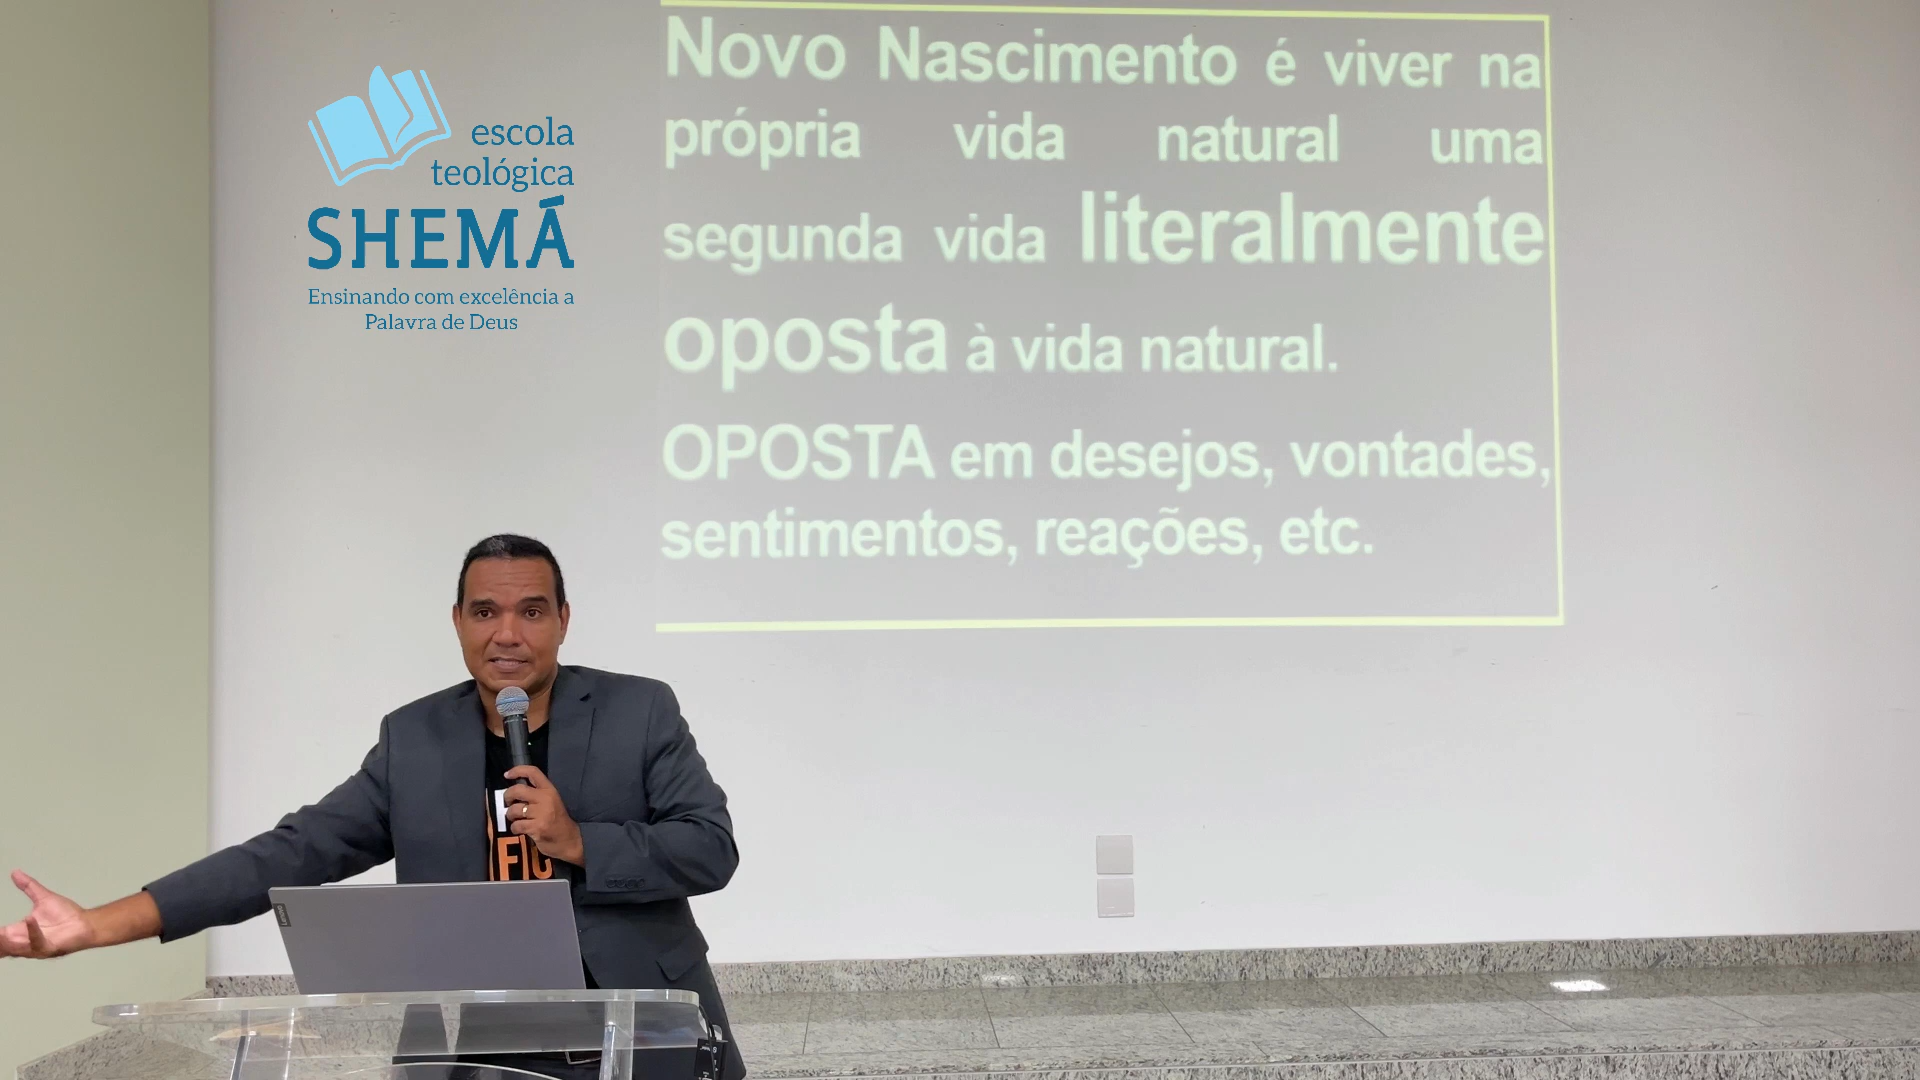 escola
teológica
SHEMÁ
Ensinando com excelência a
Palavra de Deus
Novo Nascimento é viver na
própria vida natural uma
segunda vida literalmente
oposta à vida natural.
OPOSTA em desejos, vontades,
sentimentos, reações, etc.